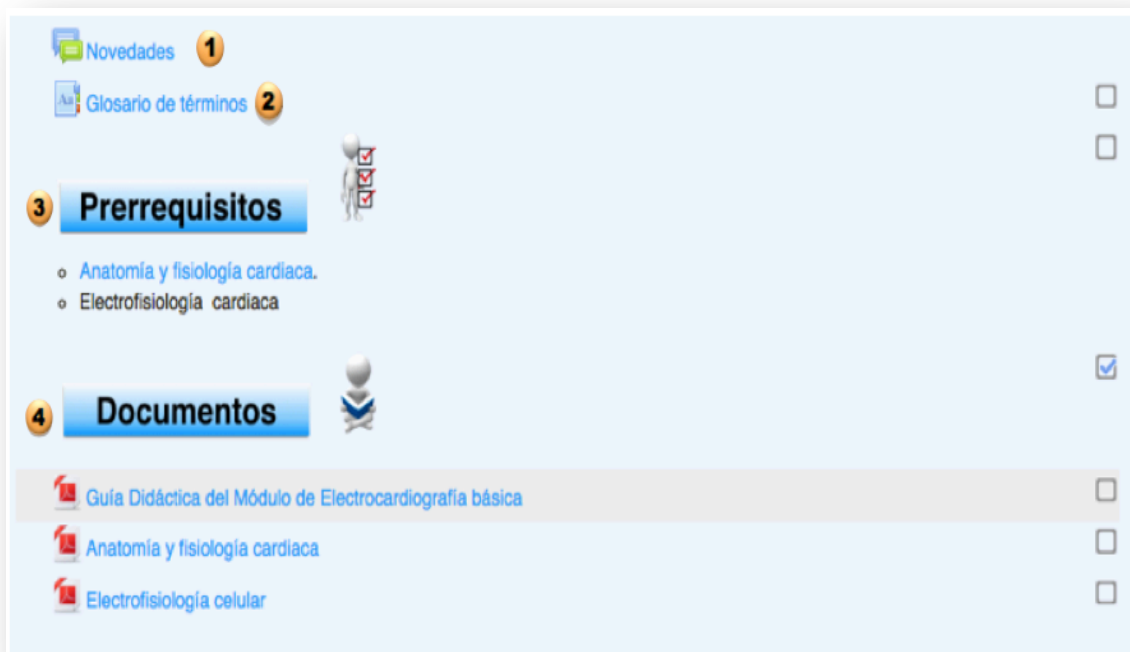 Novedades 1
Glosario de términos 2
3 Prerrequisitos
Anatomía y fisiología cardiaca.
Electrofisiología cardiaca
4 Documentos
Guía Didáctica del Módulo de Electrocardiografía básica
Anatomía y fisiología cardiaca
Electrofisiología celular